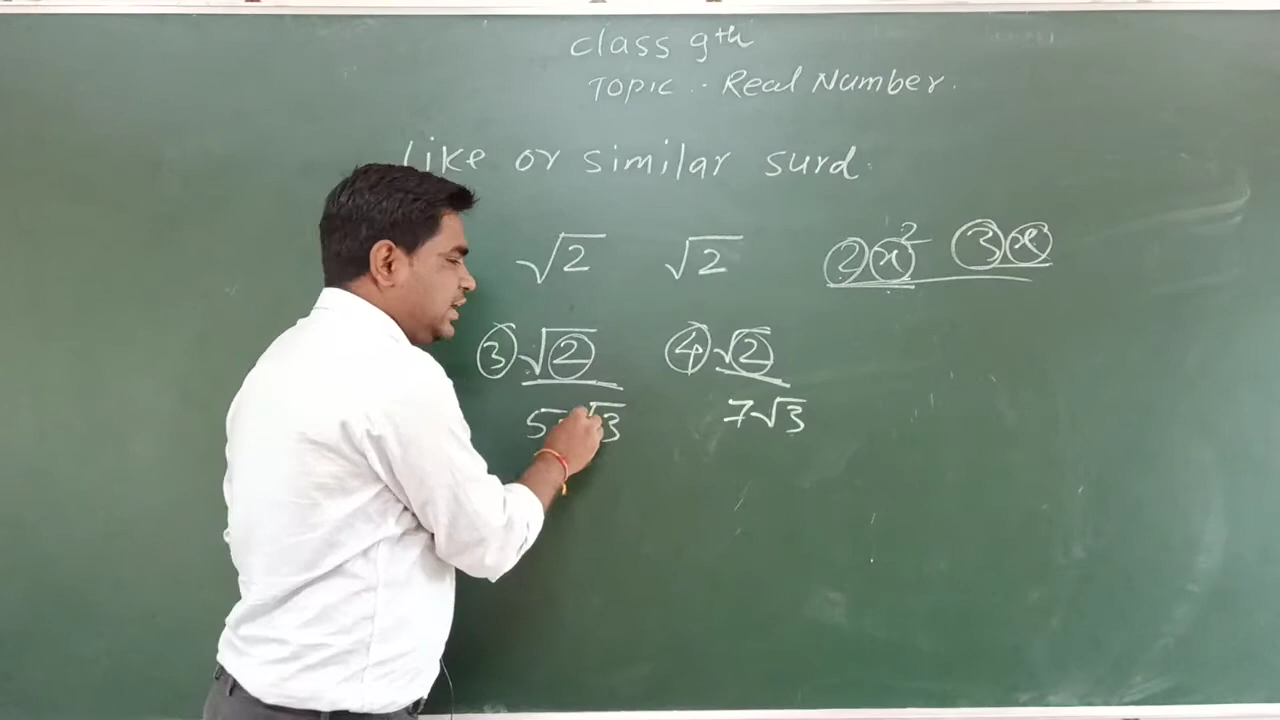 class 9th
TOPIC :- Real Number.
like or similar surd.
√2 √2 2x² 3x
3√2 4√2
5√3 7√3